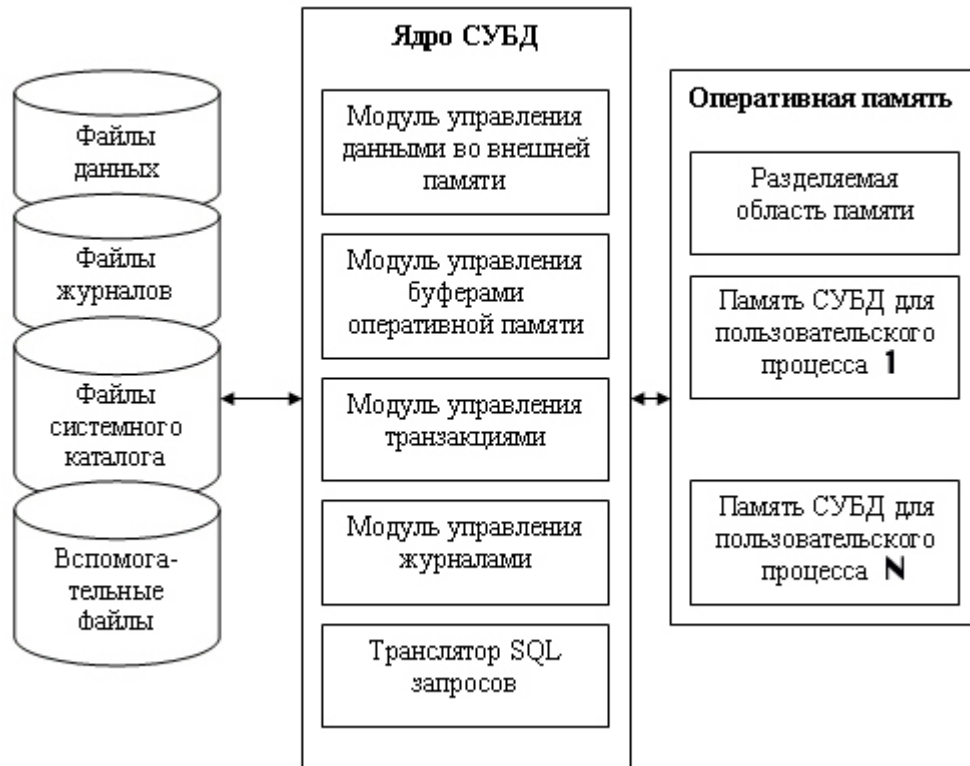 Файлы
данных
Файлы
журналов
Файлы
системного
каталога
Вспомога-
тельные
файлы
Ядро СУБД
Модуль управления
данными во внешней
памяти
Модуль управления
буферами
оперативной памяти
Модуль управления
транзакциями
Модуль управления
журналами
Транслятор SQL
запросов
Оперативная память
Разделяемая
область памяти
Память СУБД для
пользовательского
процесса 1
Память СУБД для
пользовательского
процесса N